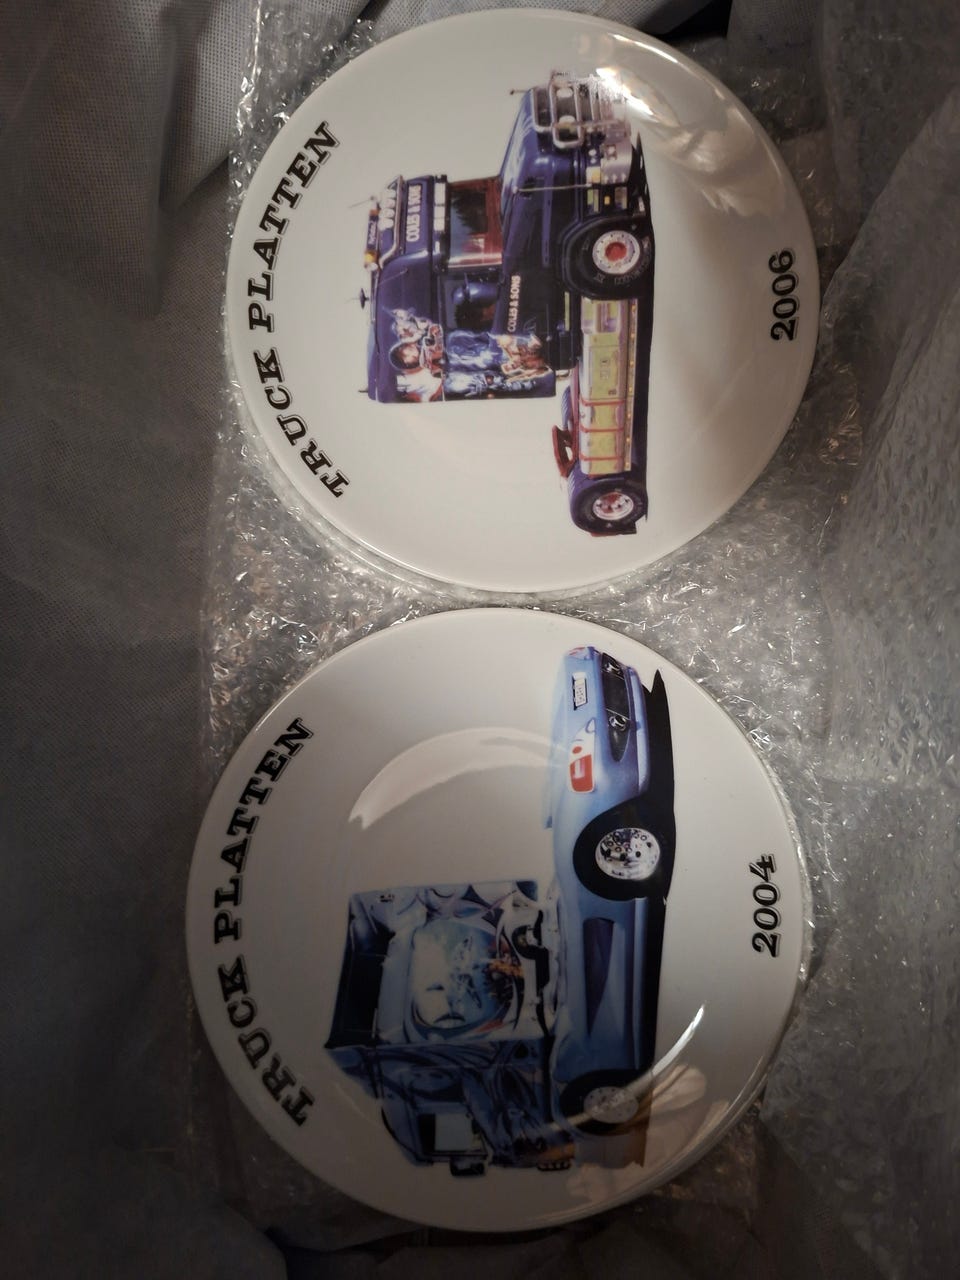 TRUCK PLATTEN
COLES & SONS
COLES & SONS
2006
TRUCK PLATTEN
2004